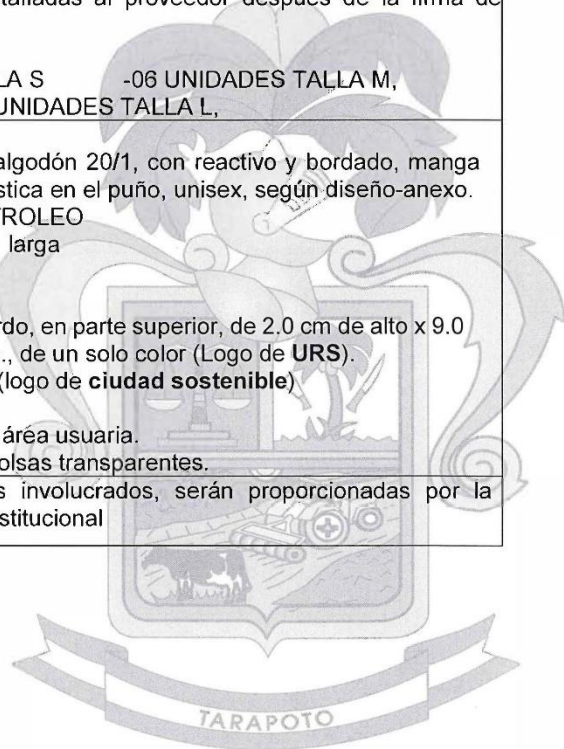 talladas al proveedor después de la firma de
LA S -06 UNIDADES TALLA M,
UNIDADES TALLA L,
algodón 20/1, con reactivo y bordado, manga
stica en el puño, unisex, según diseño-anexo.
TROLEO
larga
rdo, en parte superior, de 2.0 cm de alto x 9.0
., de un solo color (Logo de URS).
(logo de ciudad sostenible)
área usuaria.
olsas transparentes.
s involucrados, serán proporcionadas por la
stitucional
TARAPOTO